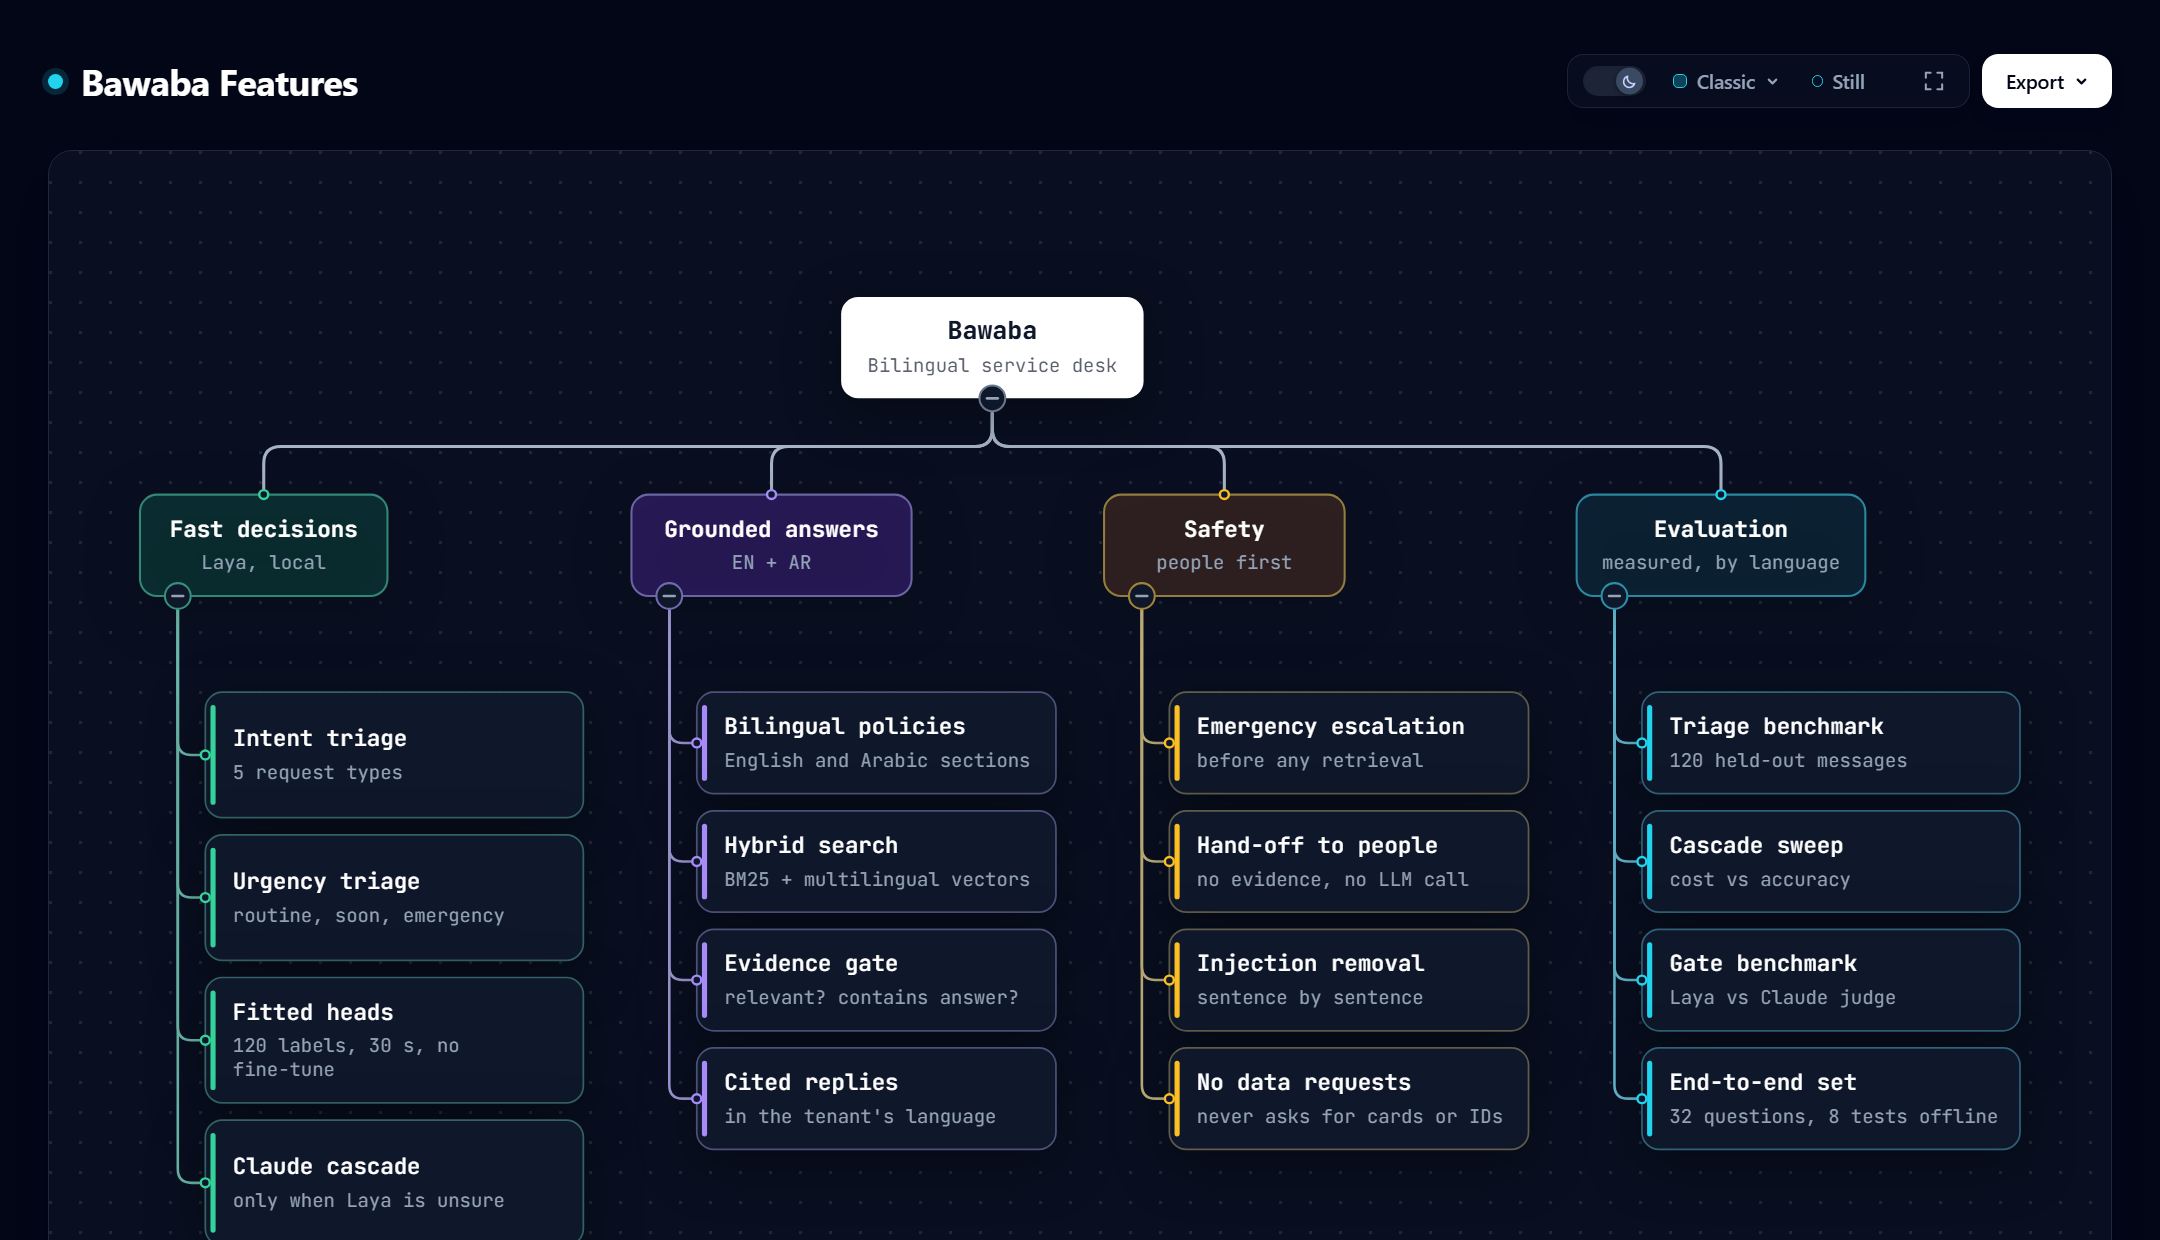 Bawaba Features
Classic
Still
Export
Bawaba
Bilingual service desk
Fast decisions
Laya, local
Grounded answers
EN + AR
Safety
people first
Evaluation
measured, by language
Intent triage
5 request types
Urgency triage
routine, soon, emergency
Fitted heads
120 labels, 30 s, no
fine-tune
Claude cascade
only when Laya is unsure
Bilingual policies
English and Arabic sections
Hybrid search
BM25 + multilingual vectors
Evidence gate
relevant? contains answer?
Cited replies
in the tenant's language
Emergency escalation
before any retrieval
Hand-off to people
no evidence, no LLM call
Injection removal
sentence by sentence
No data requests
never asks for cards or IDs
Triage benchmark
120 held-out messages
Cascade sweep
cost vs accuracy
Gate benchmark
Laya vs Claude judge
End-to-end set
32 questions, 8 tests offline